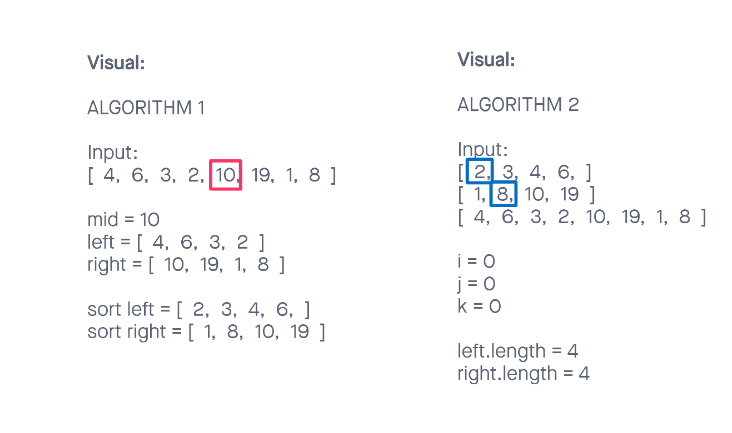 Visual:
ALGORITHM 1
Input:
[ 4, 6, 3, 2, 10, 19, 1, 8 ]
mid = 10
left = [ 4, 6, 3, 2 ]
right = [ 10, 19, 1, 8 ]
sort left = [ 2, 3, 4, 6, ]
sort right = [ 1, 8, 10, 19 ]
Visual:
ALGORITHM 2
Input:
[ 2, 3, 4, 6, ]
[ 1, 8, 10, 19 ]
[ 4, 6, 3, 2, 10, 19, 1, 8 ]
i = 0
j = 0
k = 0
left.length = 4
right.length = 4